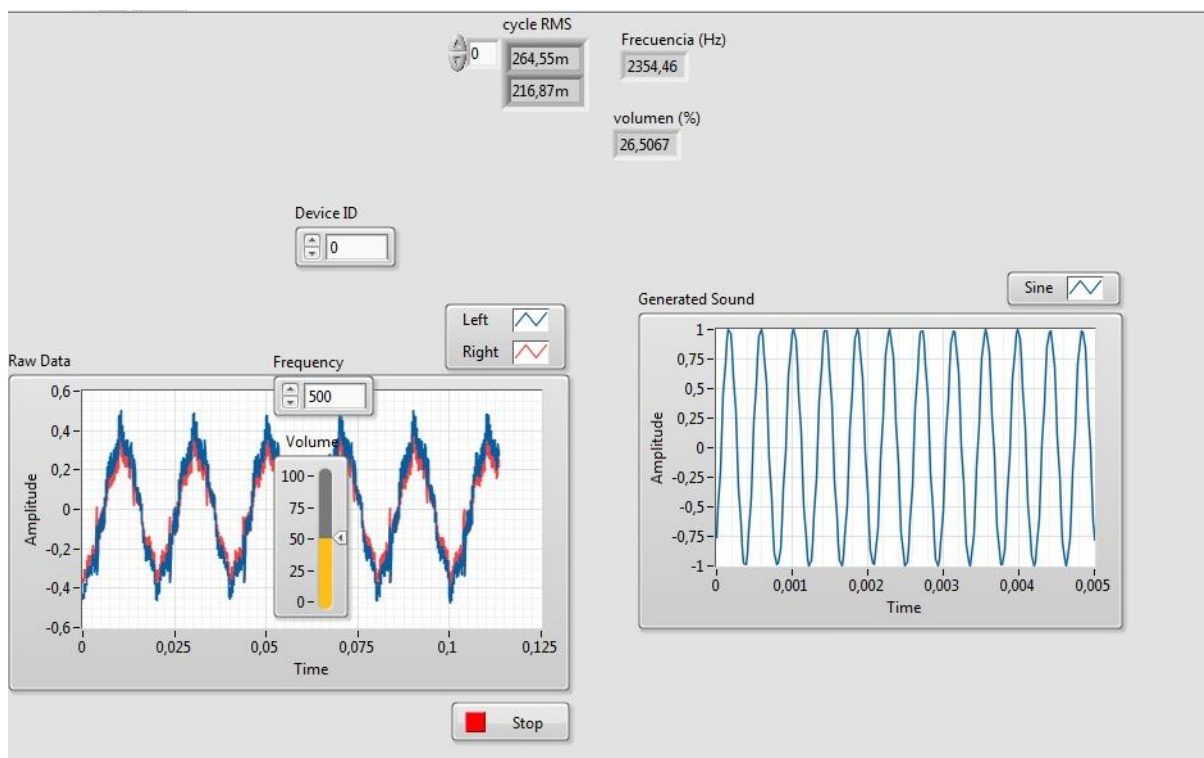 cycle RMS
0
264,55m
216,87m
Frecuencia (Hz)
2354,46
volumen (%)
26,5067
Device ID
0
Left
Right
Raw Data
Frequency
500
Volume
100
75
50
25
0
0,6
0,4
0,2
0
-0,2
-0,4
-0,6
Amplitude
0 0,025 0,05 0,075 0,1 0,125
Time
Stop
Sine
Generated Sound
1
0,75
0,5
0,25
0
-0,25
-0,5
-0,75
-1
Amplitude
0 0,001 0,002 0,003 0,004 0,005
Time